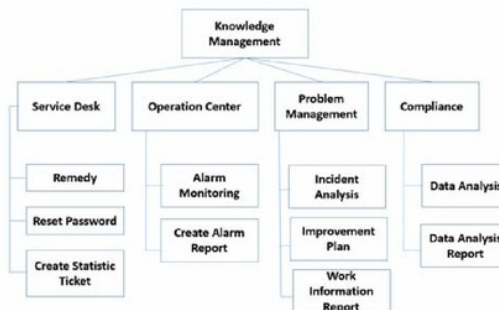 Knowledge
Management
Service Desk
Operation Center
Problem
Management
Compliance
Remedy
Reset Password
Create Statistic
Ticket
Alarm
Monitoring
Create Alarm
Report
Incident
Analysis
Improvement
Plan
Work
Information
Report
Data Analysis
Data Analysis
Report